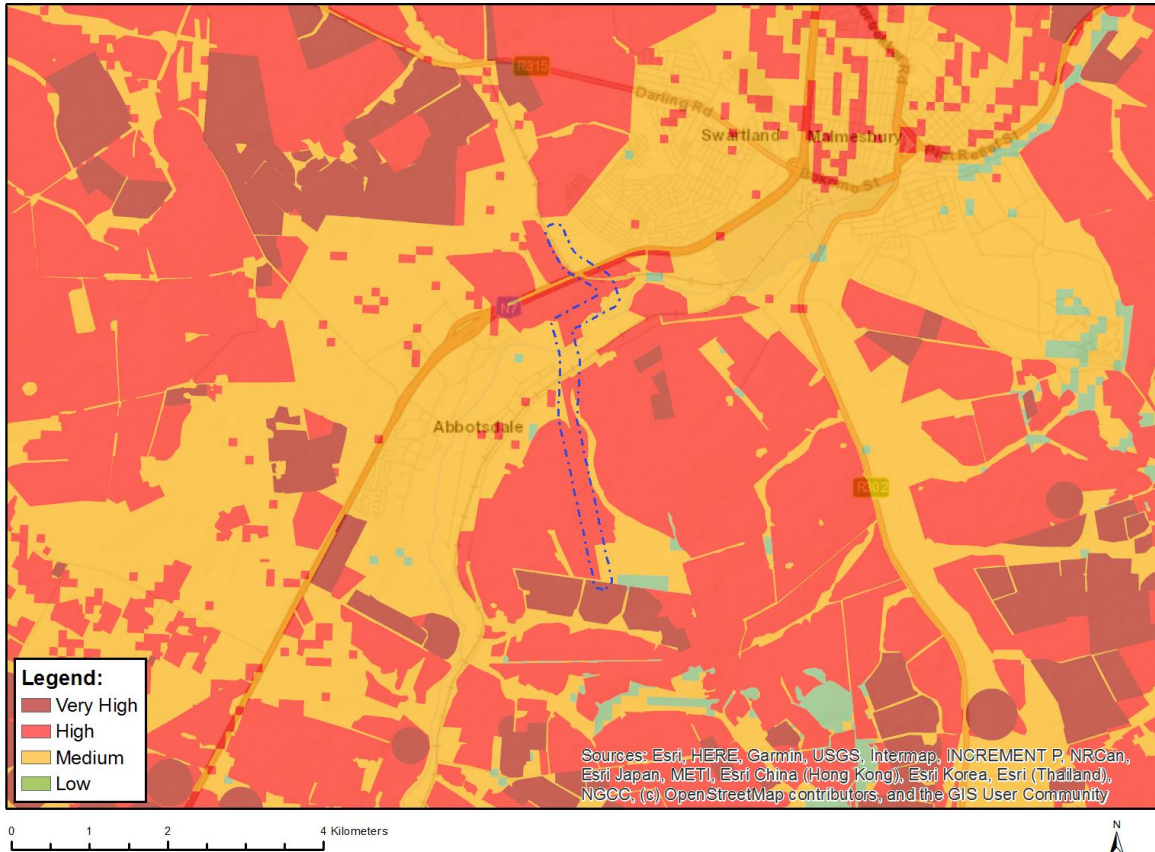 R315
Darling Rd
Swartland
Malmesbury
Piet Retief St
Bokomo St
N7
Abbotsdale
R302
Legend:
Very High
High
Medium
Low
Sources: Esri, HERE, Garmin, USGS, Intermap, INCREMENT P, NRCan,
Esri Japan, METI, Esri China (Hong Kong), Esri Korea, Esri (Thailand),
NGCC, (c) OpenStreetMap contributors, and the GIS User Community
0 1 2 4 Kilometers
N